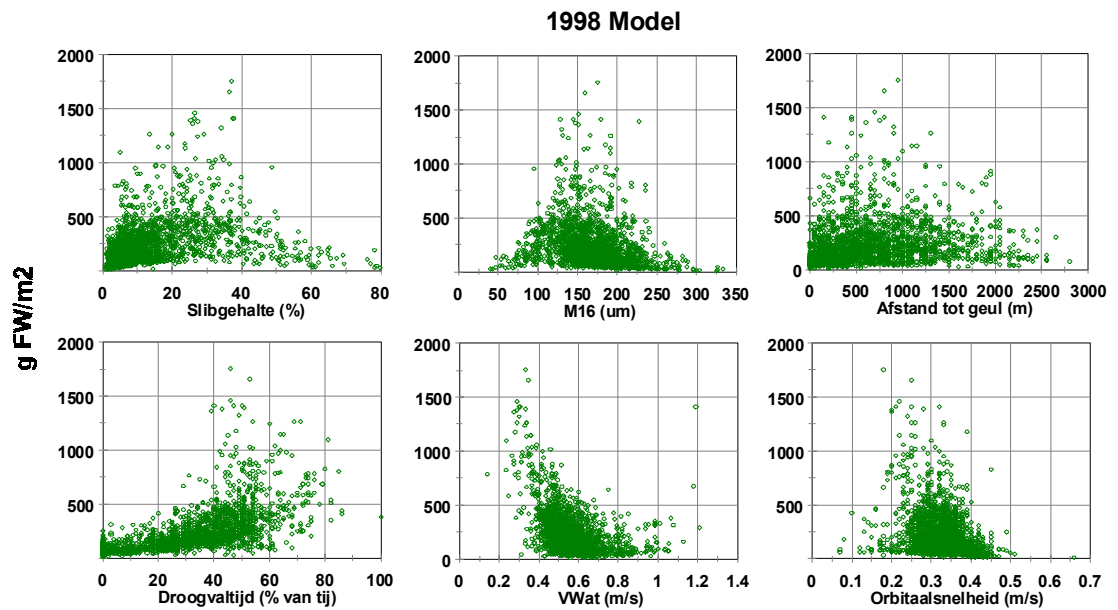 1998 Model
g FW/m2
2000
1500
1000
500
0
0 20 40 60 80
Slibgehalte (%)
2000
1500
1000
500
0
0 50 100 150 200 250 300 350
M16 (um)
2000
1500
1000
500
0
0 500 1000 1500 2000 2500 3000
Afstand tot geul (m)
2000
1500
1000
500
0 20 40 60 80 100
Droogvaltijd (% van tij)
2000
1500
1000
500
0
0 0.2 0.4 0.6 0.8 1 1.2 1.4
VWat (m/s)
2000
1500
1000
500
0
0 0.1 0.2 0.3 0.4 0.5 0.6 0.7
Orbitaalsnelheid (m/s)